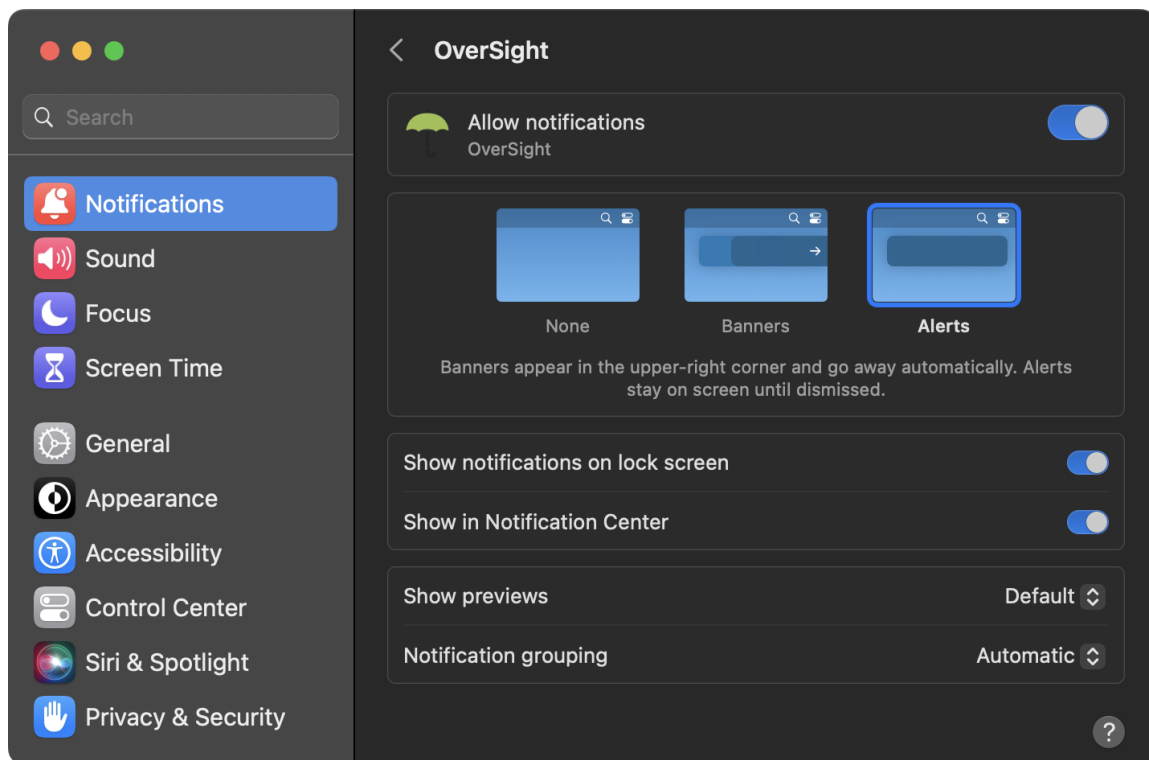 Search
Notifications
Sound
Focus
Screen Time
General
Appearance
Accessibility
Control Center
Siri & Spotlight
Privacy & Security
OverSight
Allow notifications
OverSight
None
Banners
Alerts
Banners appear in the upper-right corner and go away automatically. Alerts
stay on screen until dismissed.
Show notifications on lock screen
Show in Notification Center
Show previews Default
Notification grouping Automatic
?